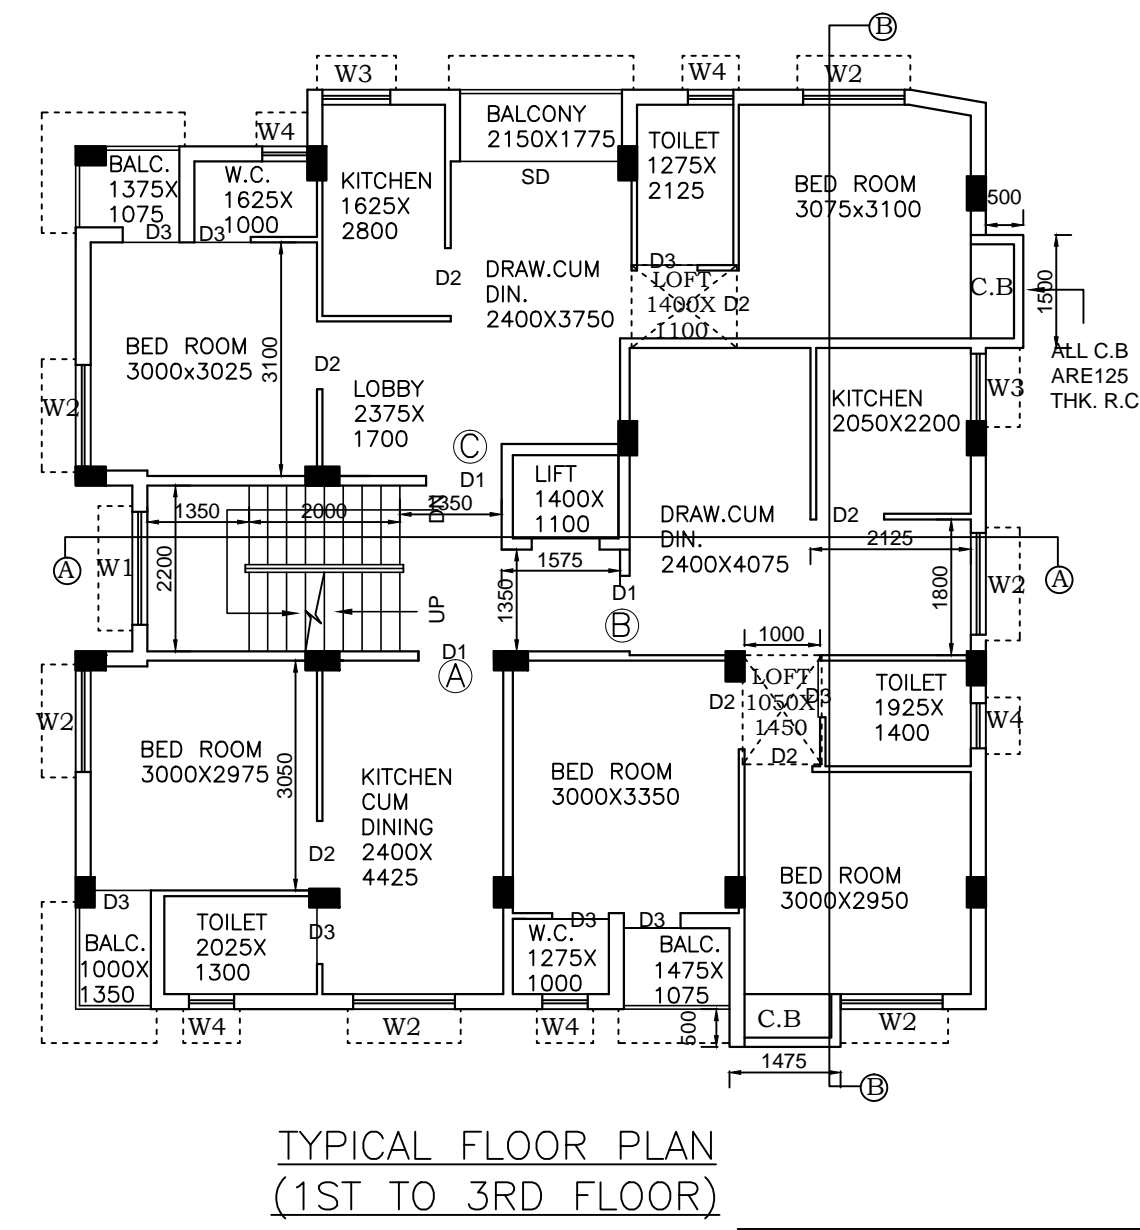 B
W3
W4
W2
W4
BALCONY
2150X1775
SD
TOILET
1275X
2125
BED ROOM
3075x3100
BALC.
1375X
1075
W.C.
1625X
1000
KITCHEN
1625X
2800
500
D3
D3
D2
DRAW.CUM
DIN.
2400X3750
D3
LOFT
1400X
1100
D2
C.B
1500
ALL C.B
ARE125
THK. R.C
BED ROOM
3000x3025
3100
D2
W2
LOBBY
2375X
1700
C
D1
KITCHEN
2050X2200
W3
LIFT
1400X
1100
DRAW.CUM
DIN.
2400X4075
D2
2125
1350
2000
DN
1350
A
W1
2200
1575
1350
D1
B
1800
W2
A
UP
D1
A
1000
W2
BED ROOM
3000X2975
3050
KITCHEN
CUM
DINING
2400X
4425
D2
BED ROOM
3000X3350
D2
LOFT
1050X
1450
D3
D2
TOILET
1925X
1400
W4
BED ROOM
3000X2950
D3
BALC.
1000X
1350
TOILET
2025X
1300
D3
D3
D3
W.C.
1275X
1000
BALC.
1475X
1075
W4
W2
W4
500
C.B
W2
1475
B
TYPICAL FLOOR PLAN
(1ST TO 3RD FLOOR)